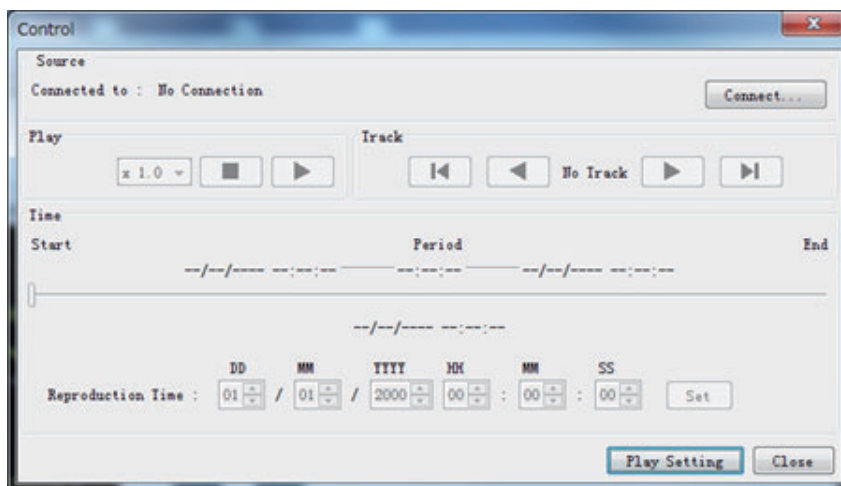 Control
Source
Connected to : No Connection
Connect...
Play
Track
x 1.0
No Track
Time
Start Period End
--/--/---- --:--:-- --:--:-- --/--/---- --:--:--
--/--/---- --:--:--
DD MM YYYY HH MM SS
Reproduction Time : 01 / 01 / 2000 00 : 00 : 00 Set
Play Setting Close